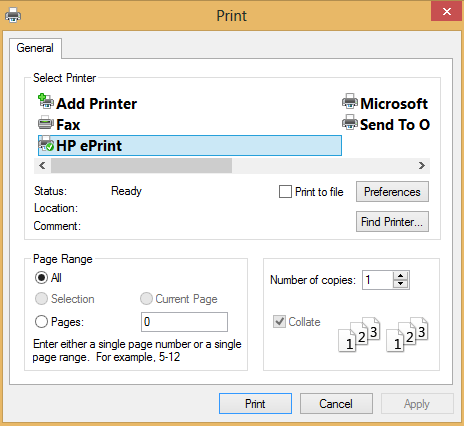 Print
General
Select Printer
Add Printer
Microsoft
Fax
Send To O
HP ePrint
Status: Ready
Print to file
Preferences
Location:
Comment:
Find Printer...
Page Range
All
Selection
Current Page
Pages: 0
Enter either a single page number or a single
page range. For example, 5-12
Number of copies: 1
Collate
1 2 3 1 2 3
Print
Cancel
Apply